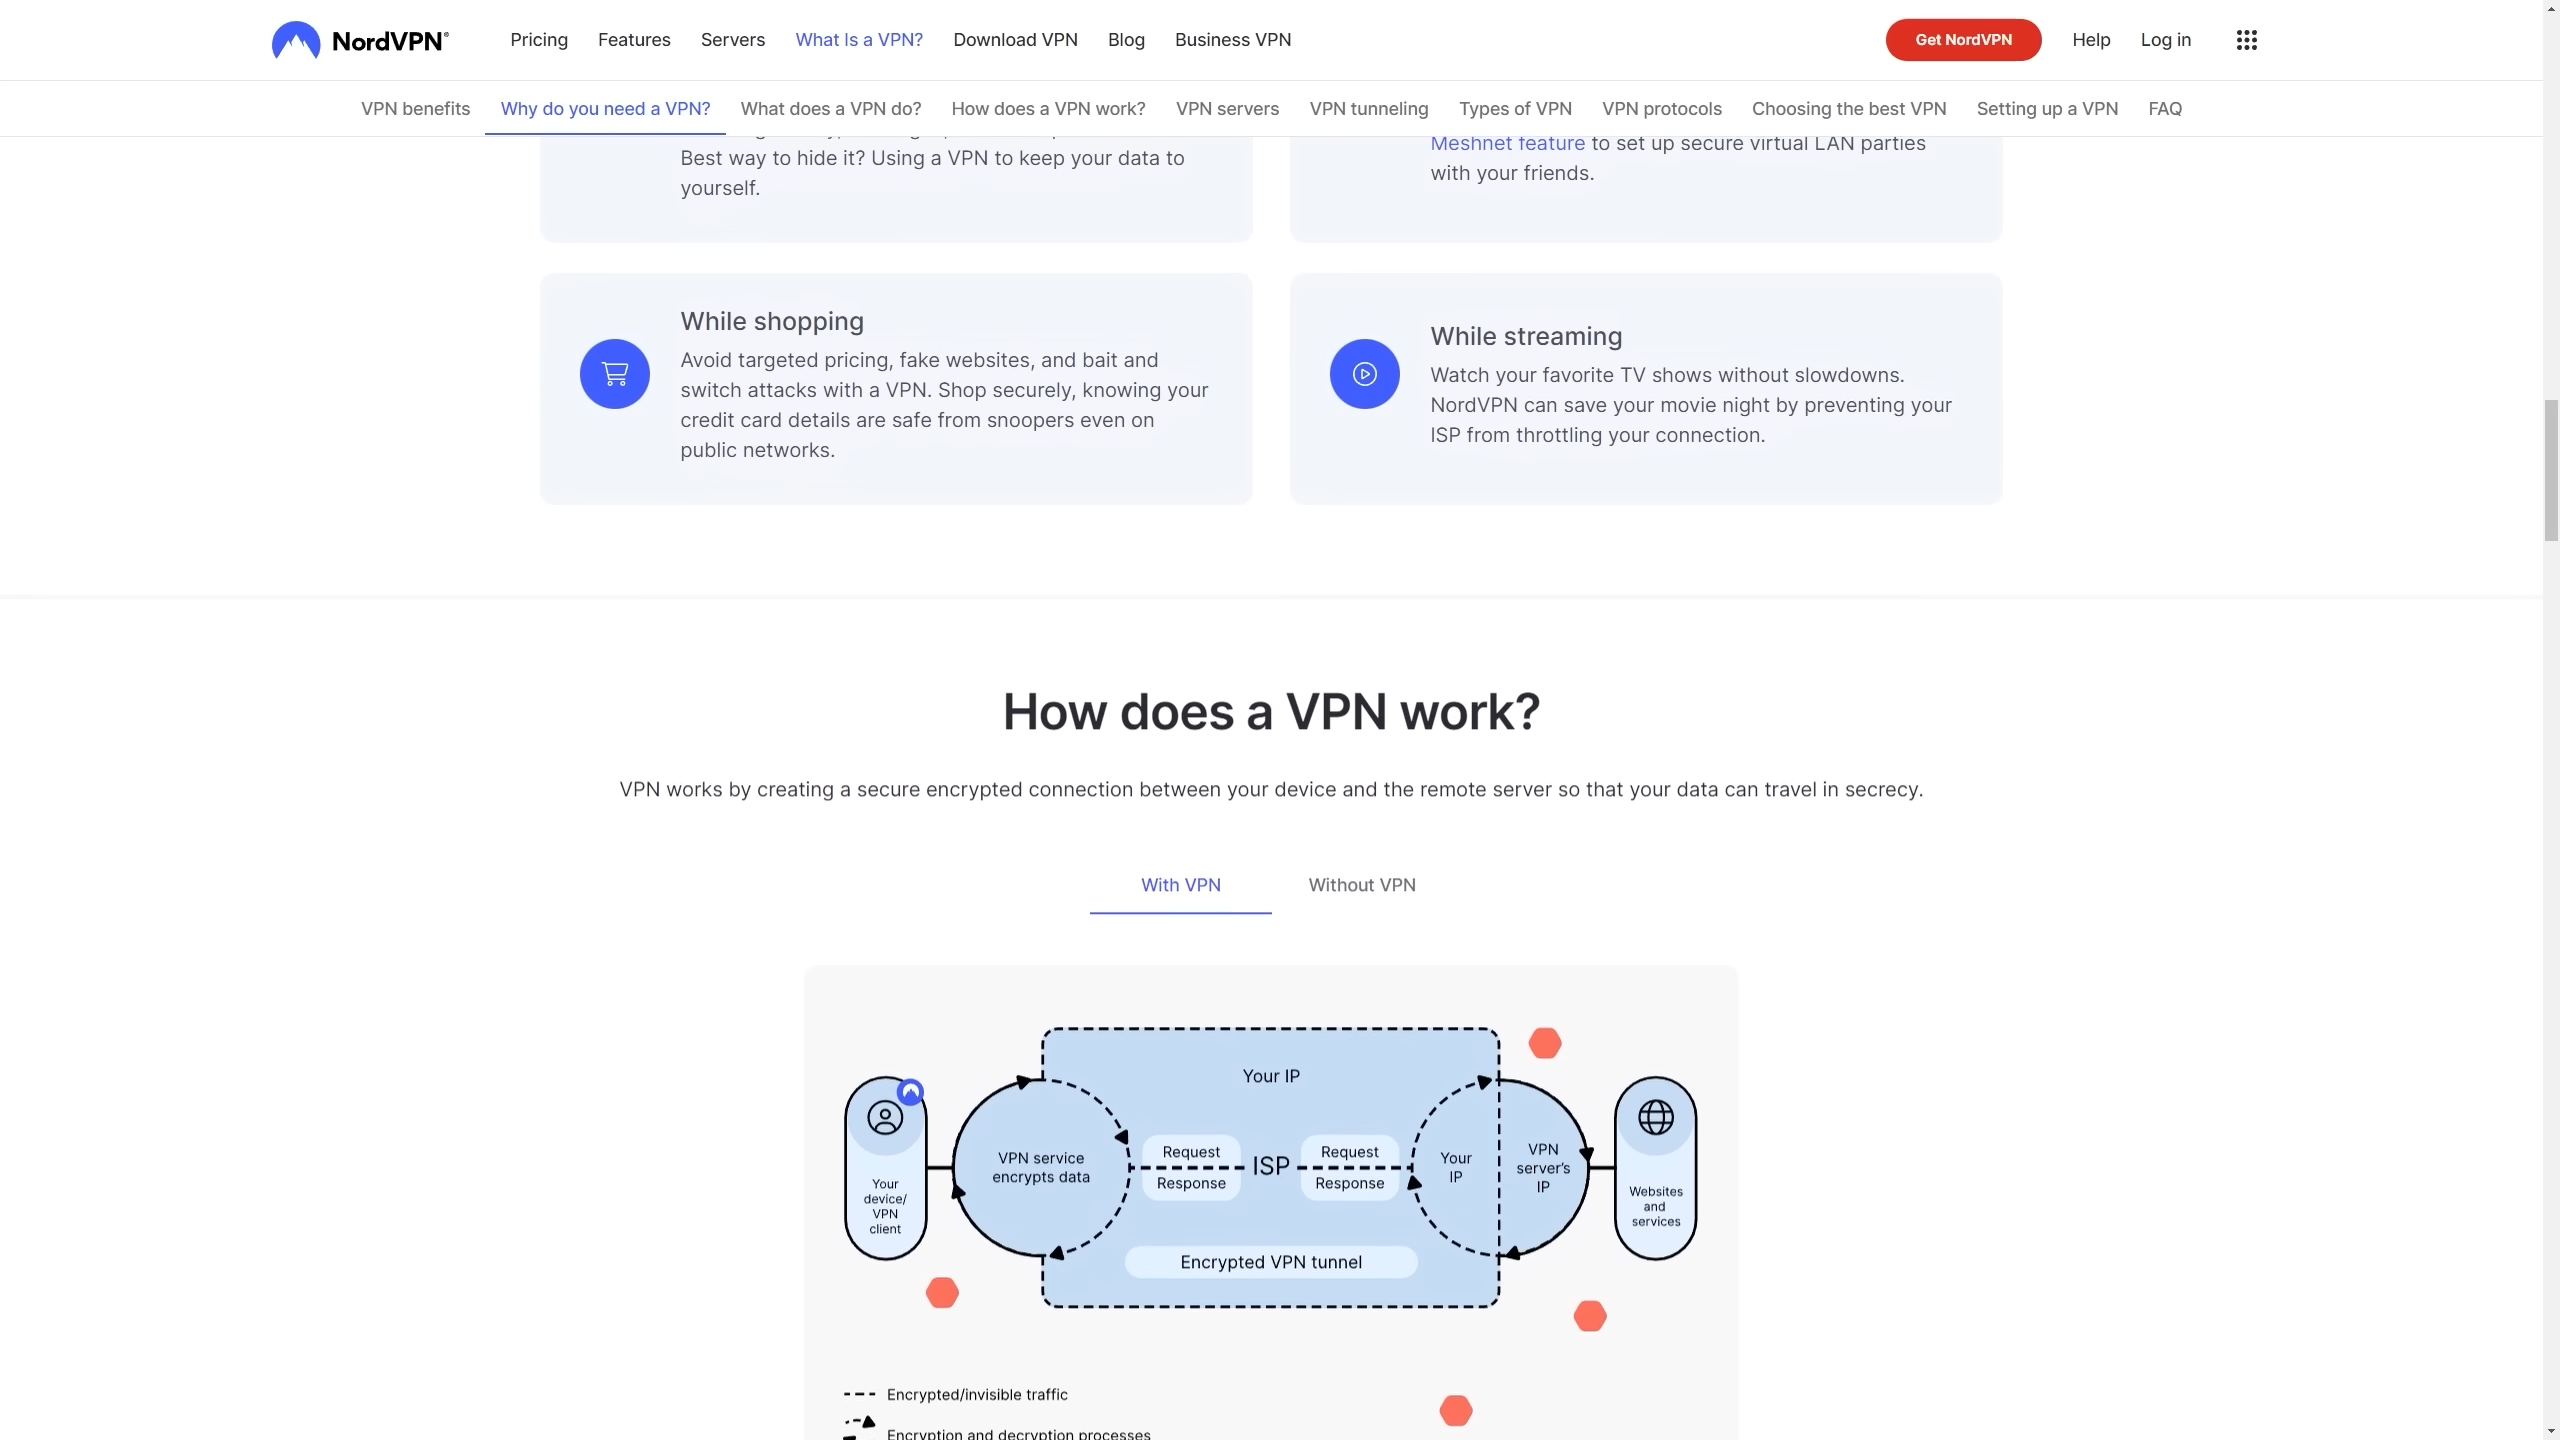 NordVPN®
Pricing
Features
Servers
What Is a VPN?
Download VPN
Blog
Business VPN
Get NordVPN
Help
Log in
VPN benefits
Why do you need a VPN?
What does a VPN do?
How does a VPN work?
VPN servers
VPN tunneling
Types of VPN
VPN protocols
Choosing the best VPN
Setting up a VPN
FAQ
Best way to hide it? Using a VPN to keep your data to
yourself.
Meshnet feature to set up secure virtual LAN parties
with your friends.
While shopping
Avoid targeted pricing, fake websites, and bait and
switch attacks with a VPN. Shop securely, knowing your
credit card details are safe from snoopers even on
public networks.
While streaming
Watch your favorite TV shows without slowdowns.
NordVPN can save your movie night by preventing your
ISP from throttling your connection.
How does a VPN work?
VPN works by creating a secure encrypted connection between your device and the remote server so that your data can travel in secrecy.
With VPN
Without VPN
Your IP
Your
device/
VPN
client
VPN service
encrypts data
Request
Response
ISP
Request
Response
Your
IP
VPN
server's
IP
Websites
and
services
Encrypted VPN tunnel
Encrypted/invisible traffic
Encryption and decryption processes